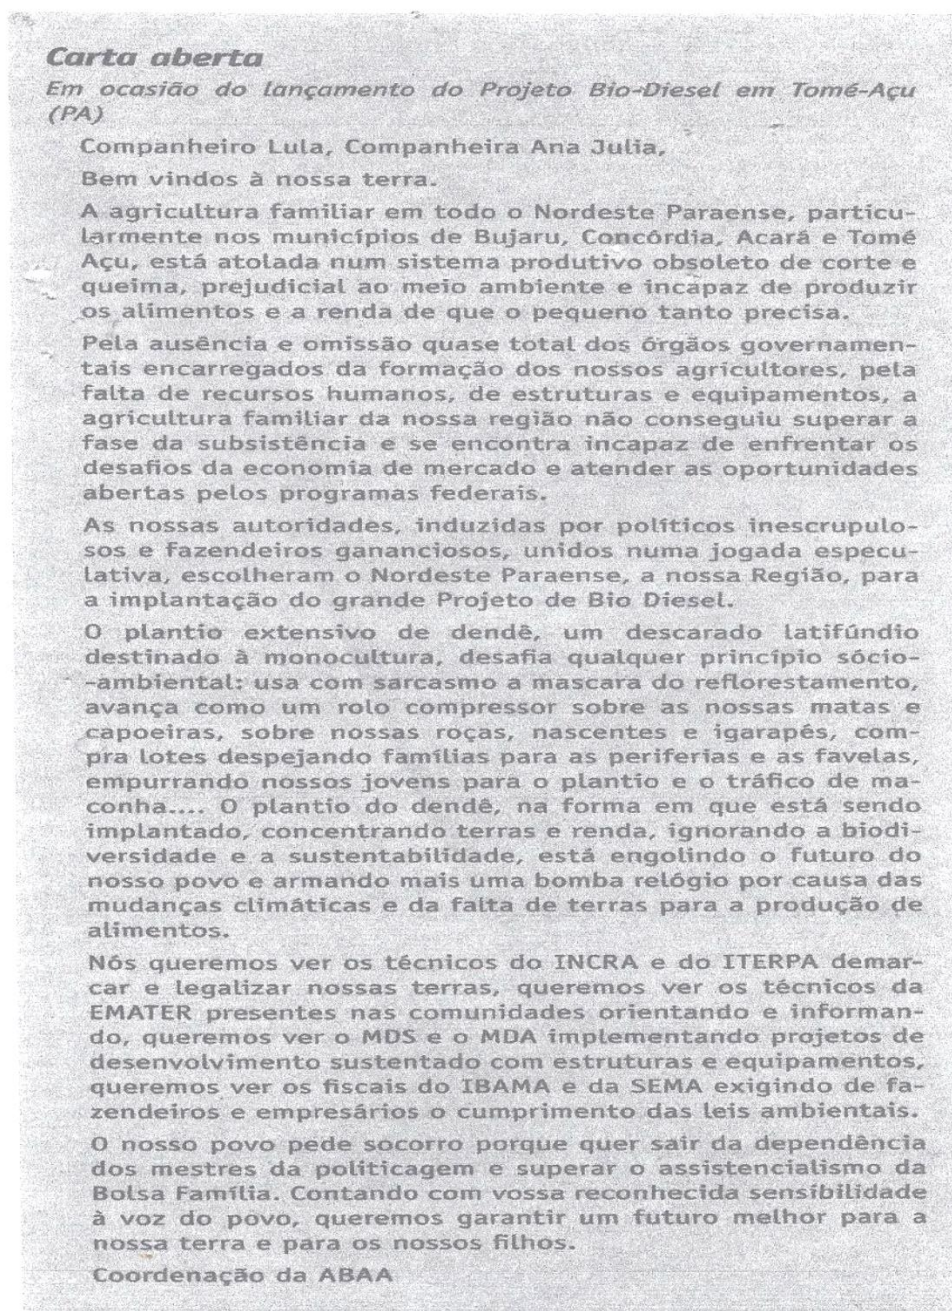 Carta aberta
Em ocasião do lançamento do Projeto Bio-Diesel em Tomé-Açu
(PA)
Companheiro Lula, Companheira Ana Julia,
Bem vindos à nossa terra.
A agricultura familiar em todo o Nordeste Paraense, particu-
larmente nos municípios de Bujaru, Concórdia, Acará e Tomé
Açu, está atolada num sistema produtivo obsoleto de corte e
queima, prejudicial ao meio ambiente e incapaz de produzir
os alimentos e a renda de que o pequeno tanto precisa.
Pela ausência e omissão quase total dos órgãos governamen-
tais encarregados da formação dos nossos agricultores, pela
falta de recursos humanos, de estruturas e equipamentos, a
agricultura familiar da nossa região não conseguiu superar a
fase da subsistência e se encontra incapaz de enfrentar os
desafios da economia de mercado e atender as oportunidades
abertas pelos programas federais.
As nossas autoridades, induzidas por políticos inescrupulo-
sos e fazendeiros gananciosos, unidos numa jogada especu-
lativa, escolheram o Nordeste Paraense, a nossa Região, para
a implantação do grande Projeto de Bio Diesel.
O plantio extensivo de dendê, um descarado latifúndio
destinado à monocultura, desafia qualquer princípio sócio-
-ambiental: usa com sarcasmo a mascara do reflorestamento,
avança como um rolo compressor sobre as nossas matas e
capoeiras, sobre nossas roças, nascentes e igarapés, com-
pra lotes despejando famílias para as periferias e as favelas,
empurrando nossos jovens para o plantio e o tráfico de ma-
conha.... O plantio do dendê, na forma em que está sendo
implantado, concentrando terras e renda, ignorando a biodi-
versidade e a sustentabilidade, está engolindo o futuro do
nosso povo e armando mais uma bomba relógio por causa das
mudanças climáticas e da falta de terras para a produção de
alimentos.
Nós queremos ver os técnicos do INCRA e do ITERPA demar-
car e legalizar nossas terras, queremos ver os técnicos da
EMATER presentes nas comunidades orientando e informan-
do, queremos ver o MDS e o MDA implementando projetos de
desenvolvimento sustentado com estruturas e equipamentos,
queremos ver os fiscais do IBAMA e da SEMA exigindo de fa-
zendeiros e empresários o cumprimento das leis ambientais.
O nosso povo pede socorro porque quer sair da dependência
dos mestres da politicagem e superar o assistencialismo da
Bolsa Família. Contando com vossa reconhecida sensibilidade
à voz do povo, queremos garantir um futuro melhor para a
nossa terra e para os nossos filhos.
Coordenação da ABAA